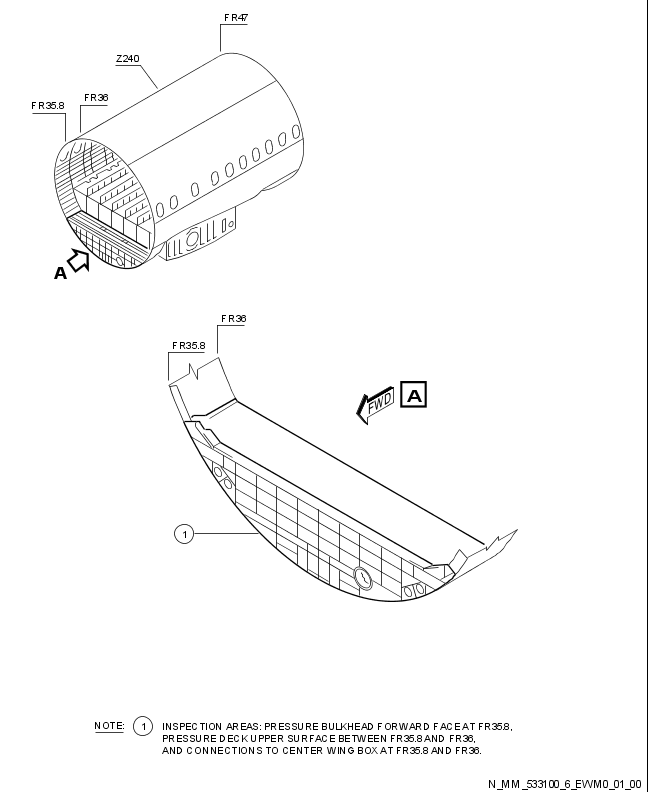 FR47
Z240
FR36
FR35.8
A
FR36
FR35.8
FWD
A
1
NOTE: 1 INSPECTION AREAS: PRESSURE BULKHEAD FORWARD FACE AT FR35.8,
PRESSURE DECK UPPER SURFACE BETWEEN FR35.8 AND FR36,
AND CONNECTIONS TO CENTER WING BOX AT FR35.8 AND FR36.
N_MM_533100_6_EWM0_01_00